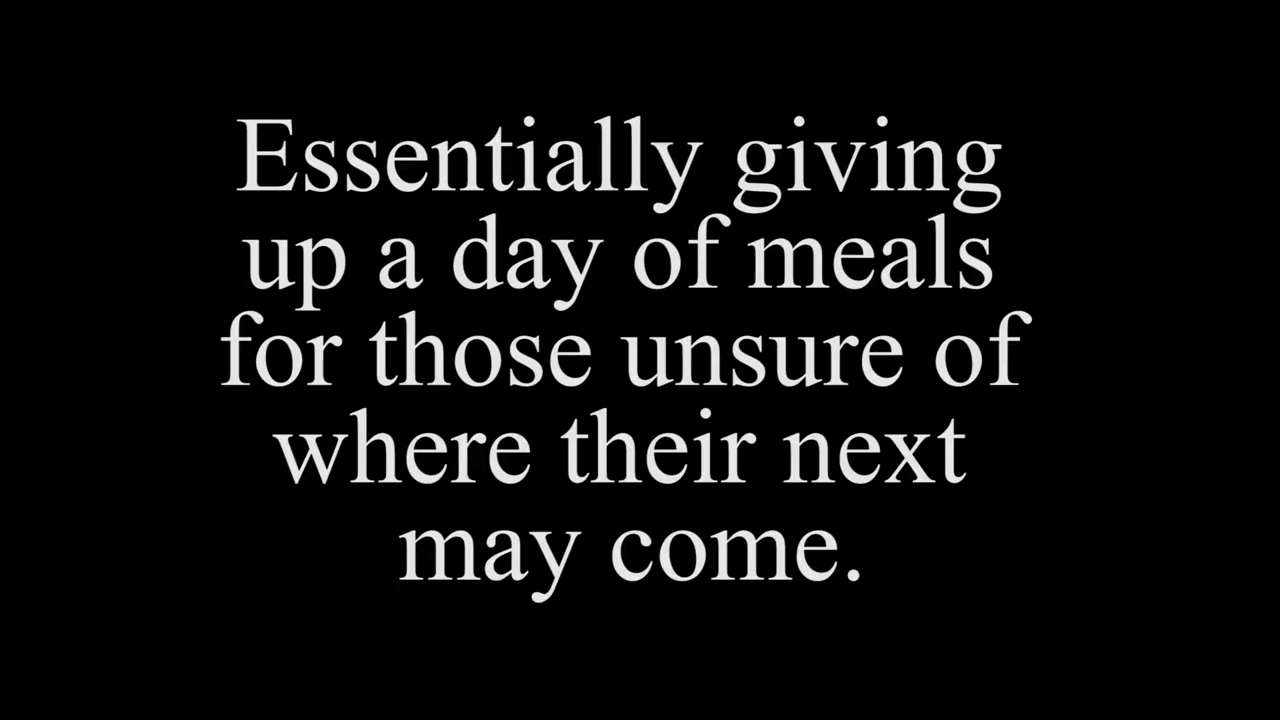 Essentially giving
up a day of meals
for those unsure of
where their next
may come.